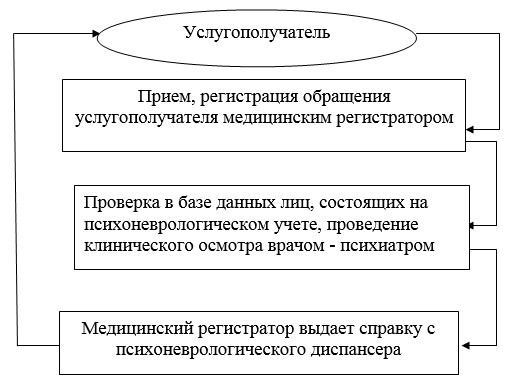 Услугополучатель
Прием, регистрация обращения
услугополучателя медицинским регистратором
Проверка в базе данных лиц, состоящих на
психоневрологическом учете, проведение
клинического осмотра врачом - психиатром
Медицинский регистратор выдает справку с
психоневрологического диспансера